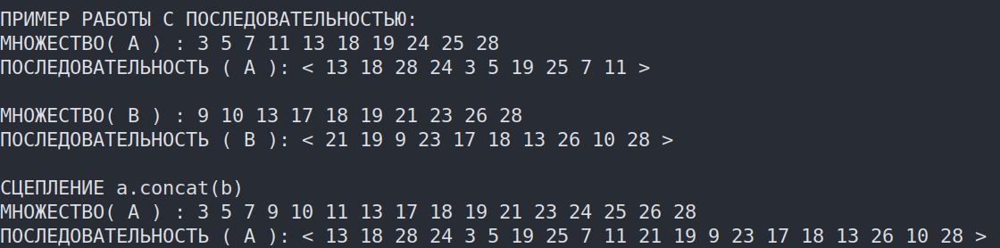 ПРИМЕР РАБОТЫ С ПОСЛЕДОВАТЕЛЬНОСТЬЮ:
МНОЖЕСТВО( A ) : 3 5 7 11 13 18 19 24 25 28
ПОСЛЕДОВАТЕЛЬНОСТЬ ( A ): < 13 18 28 24 3 5 19 25 7 11 >
МНОЖЕСТВО( B ) : 9 10 13 17 18 19 21 23 26 28
ПОСЛЕДОВАТЕЛЬНОСТЬ ( B ): < 21 19 9 23 17 18 13 26 10 28 >
СЦЕПЛЕНИЕ a.concat(b)
МНОЖЕСТВО( A ) : 3 5 7 9 10 11 13 17 18 19 21 23 24 25 26 28
ПОСЛЕДОВАТЕЛЬНОСТЬ ( A ): < 13 18 28 24 3 5 19 25 7 11 21 19 9 23 17 18 13 26 10 28 >